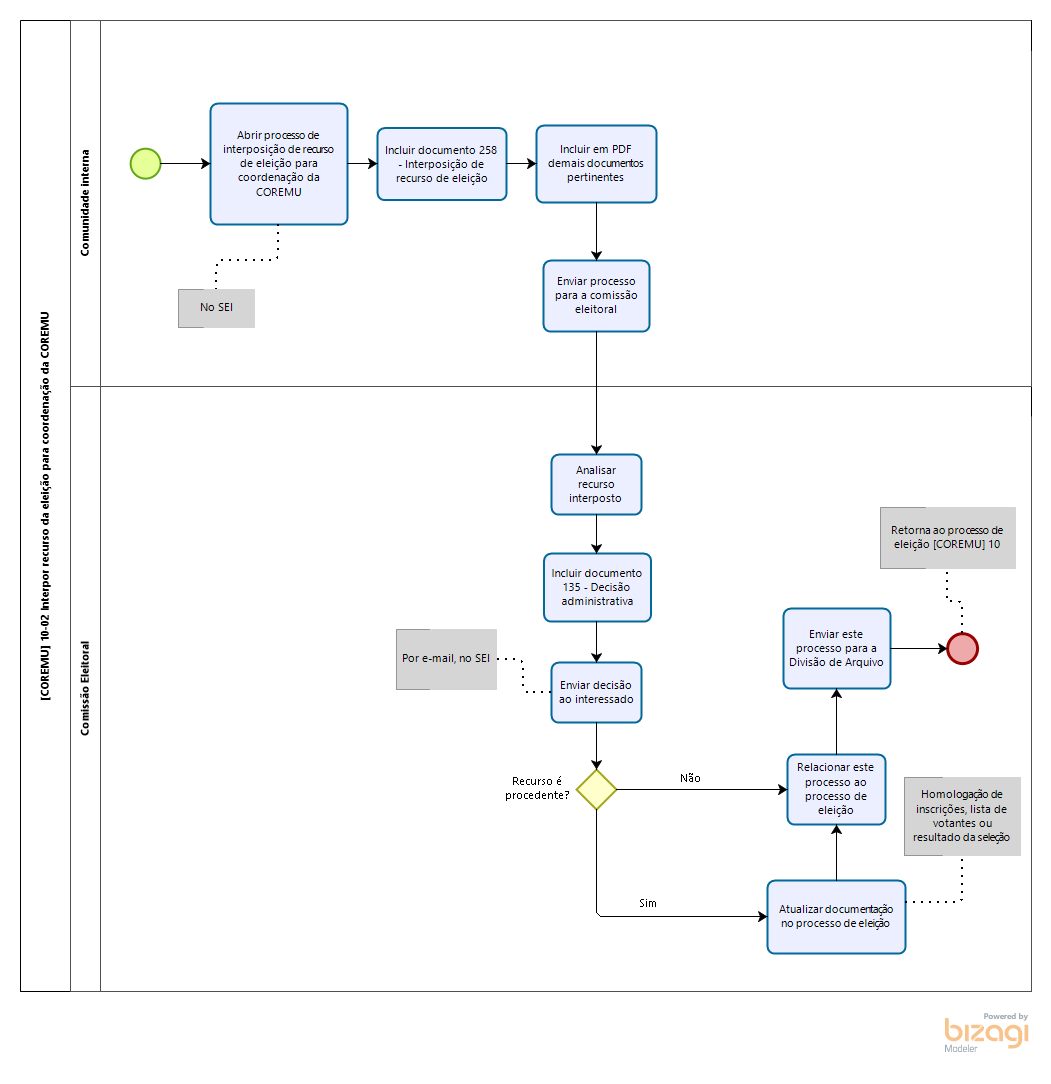 [COREMU] 10-02 Interpor recurso da eleição para coordenação da COREMU
Comunidade interna
Abrir processo de
interposição de recurso
de eleição para
coordenação da
COREMU
Incluir documento 258
- Interposição de
recurso de eleição
Incluir em PDF
demais documentos
pertinentes
No SEI
Enviar processo
para a comissão
eleitoral
Comissão Eleitoral
Analisar
recurso
interposto
Incluir documento
135 - Decisão
administrativa
Por e-mail, no SEI
Enviar decisão
ao interessado
Recurso é
procedente?
Não
Sim
Atualizar documentação
no processo de eleição
Homologação de
inscrições, lista de
votantes ou
resultado da seleção
Relacionar este
processo ao
processo de
eleição
Enviar este
processo para a
Divisão de Arquivo
Retorna ao processo de
eleição [COREMU] 10
Powered by
bizagi
Modeler